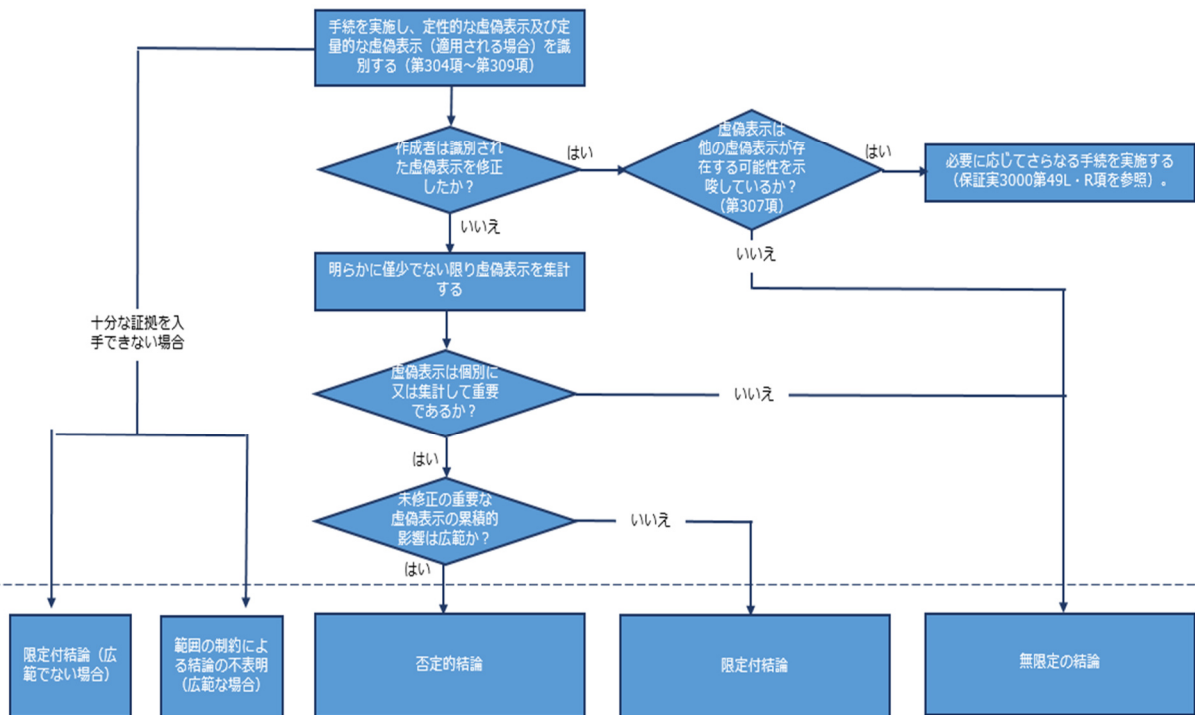 手続を実施し、定性的な虚偽表示及び定
量的な虚偽表示（適用される場合）を識
別する（第304項～第309項）
作成者は識別され
た虚偽表示を修正
したか？
はい
虚偽表示は
他の虚偽表示が存
在する可能性を示
唆しているか？
（第307項）
はい
必要に応じてさらなる手続を実施する
（保証実3000第49L・R項を参照）。
いいえ
いいえ
明らかに僅少でない限り虚偽表示を集計
する
十分な証拠を入
手できない場合
虚偽表示は個別に
又は集計して重要
であるか？
いいえ
はい
未修正の重要な
虚偽表示の累積的
影響は広範か？
いいえ
はい
限定付結論（広
範でない場合）
範囲の制約によ
る結論の不表明
（広範な場合）
否定的結論
限定付結論
無限定の結論